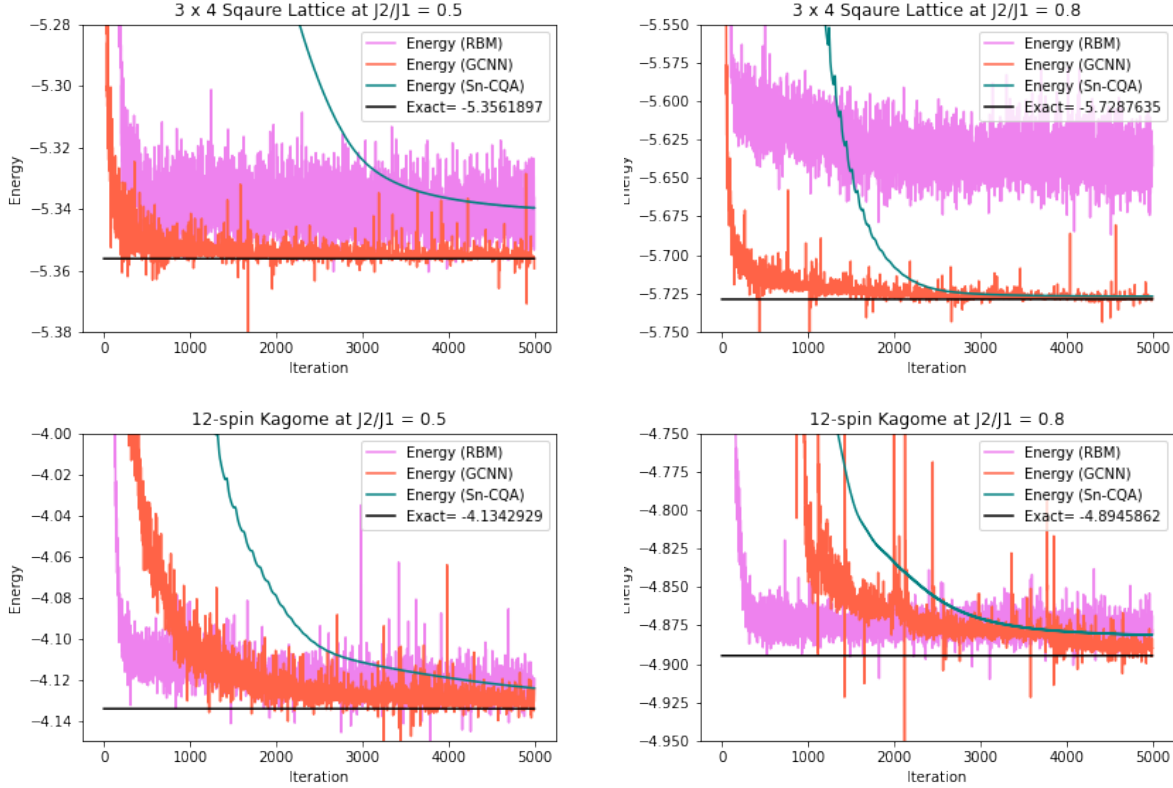 3 x 4 Sqaure Lattice at J2/J1 = 0.5
Energy
−5.28
−5.30
−5.32
−5.34
−5.36
−5.38
Energy (RBM)
Energy (GCNN)
Energy (Sn-CQA)
Exact= -5.3561897
0 1000 2000 3000 4000 5000
Iteration
3 x 4 Sqaure Lattice at J2/J1 = 0.8
Energy
−5.550
−5.575
−5.600
−5.625
−5.650
−5.675
−5.700
−5.725
−5.750
Energy (RBM)
Energy (GCNN)
Energy (Sn-CQA)
Exact= -5.7287635
0 1000 2000 3000 4000 5000
Iteration
12-spin Kagome at J2/J1 = 0.5
Energy
−4.00
−4.02
−4.04
−4.06
−4.08
−4.10
−4.12
−4.14
Energy (RBM)
Energy (GCNN)
Energy (Sn-CQA)
Exact= -4.1342929
0 1000 2000 3000 4000 5000
Iteration
12-spin Kagome at J2/J1 = 0.8
Energy
−4.750
−4.775
−4.800
−4.825
−4.850
−4.875
−4.900
−4.925
−4.950
Energy (RBM)
Energy (GCNN)
Energy (Sn-CQA)
Exact= -4.8945862
0 1000 2000 3000 4000 5000
Iteration